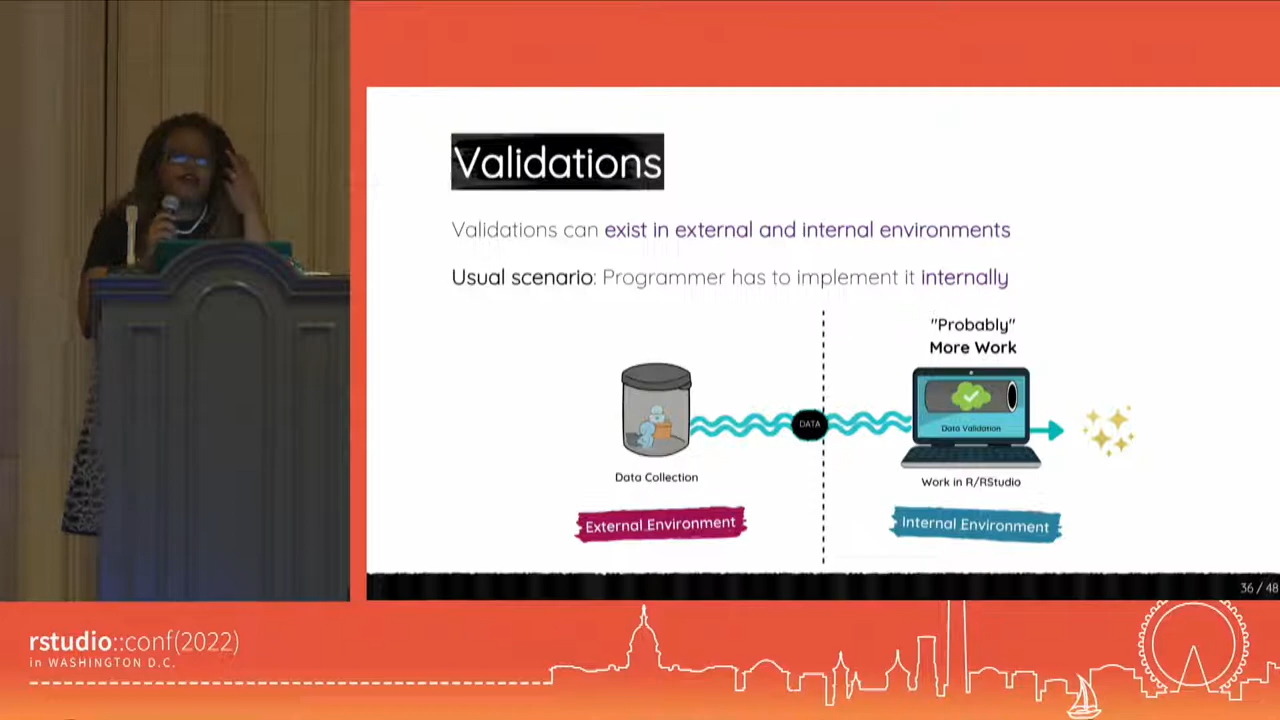 Validations
Validations can exist in external and internal environments
Usual scenario: Programmer has to implement it internally
"Probably"
More Work
DATA
Data Validation
Data Collection
Work in R/RStudio
External Environment
Internal Environment
36 / 48
rstudio::conf(2022)
in WASHINGTON D.C.